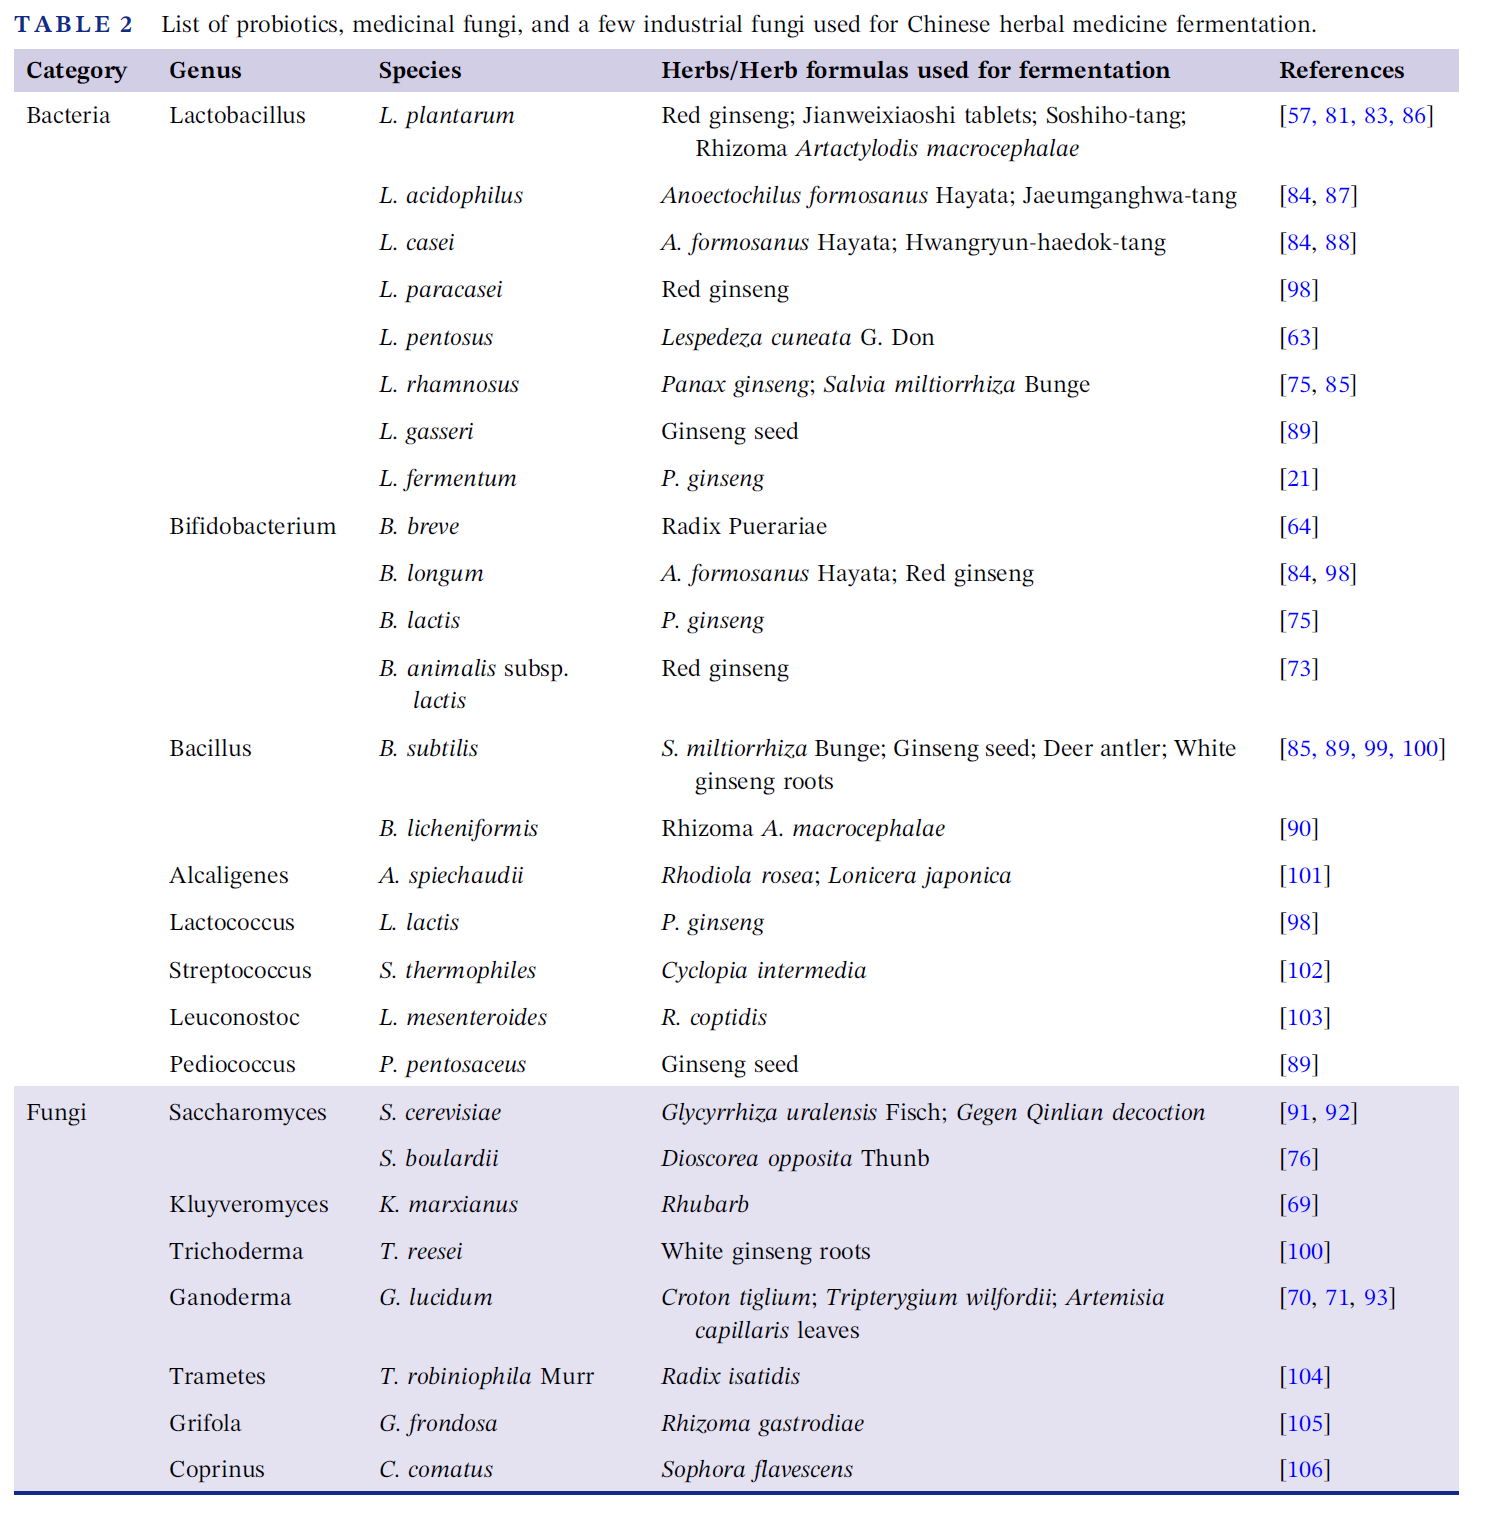 TABLE 2 List of probiotics, medicinal fungi, and a few industrial fungi used for Chinese herbal medicine fermentation.
Category Genus Species Herbs/Herb formulas used for fermentation References
Bacteria Lactobacillus L. plantarum Red ginseng; Jianweixiaoshi tablets; Soshiho-tang; [57, 81, 83, 86]
Rhizoma Artactylodis macrocephalae
L. acidophilus Anoectochilus formosanus Hayata; Jaeumganghwa-tang [84, 87]
L. casei A. formosanus Hayata; Hwangryun-haedok-tang [84, 88]
L. paracasei Red ginseng [98]
L. pentosus Lespedeza cuneata G. Don [63]
L. rhamnosus Panax ginseng; Salvia miltiorrhiza Bunge [75, 85]
L. gasseri Ginseng seed [89]
L. fermentum P. ginseng [21]
Bifidobacterium B. breve Radix Puerariae [64]
B. longum A. formosanus Hayata; Red ginseng [84, 98]
B. lactis P. ginseng [75]
B. animalis subsp. Red ginseng [73]
lactis
Bacillus B. subtilis S. miltiorrhiza Bunge; Ginseng seed; Deer antler; White [85, 89, 99, 100]
ginseng roots
B. licheniformis Rhizoma A. macrocephalae [90]
Alcaligenes A. spiechaudii Rhodiola rosea; Lonicera japonica [101]
Lactococcus L. lactis P. ginseng [98]
Streptococcus S. thermophiles Cyclopia intermedia [102]
Leuconostoc L. mesenteroides R. coptidis [103]
Pediococcus P. pentosaceus Ginseng seed [89]
Fungi Saccharomyces S. cerevisiae Glycyrrhiza uralensis Fisch; Gegen Qinlian decoction [91, 92]
S. boulardii Dioscorea opposita Thunb [76]
Kluyveromyces K. marxianus Rhubarb [69]
Trichoderma T. reesei White ginseng roots [100]
Ganoderma G. lucidum Croton tiglium; Tripterygium wilfordii; Artemisia [70, 71, 93]
capillaris leaves
Trametes T. robiniophila Murr Radix isatidis [104]
Grifola G. frondosa Rhizoma gastrodiae [105]
Coprinus C. comatus Sophora flavescens [106]